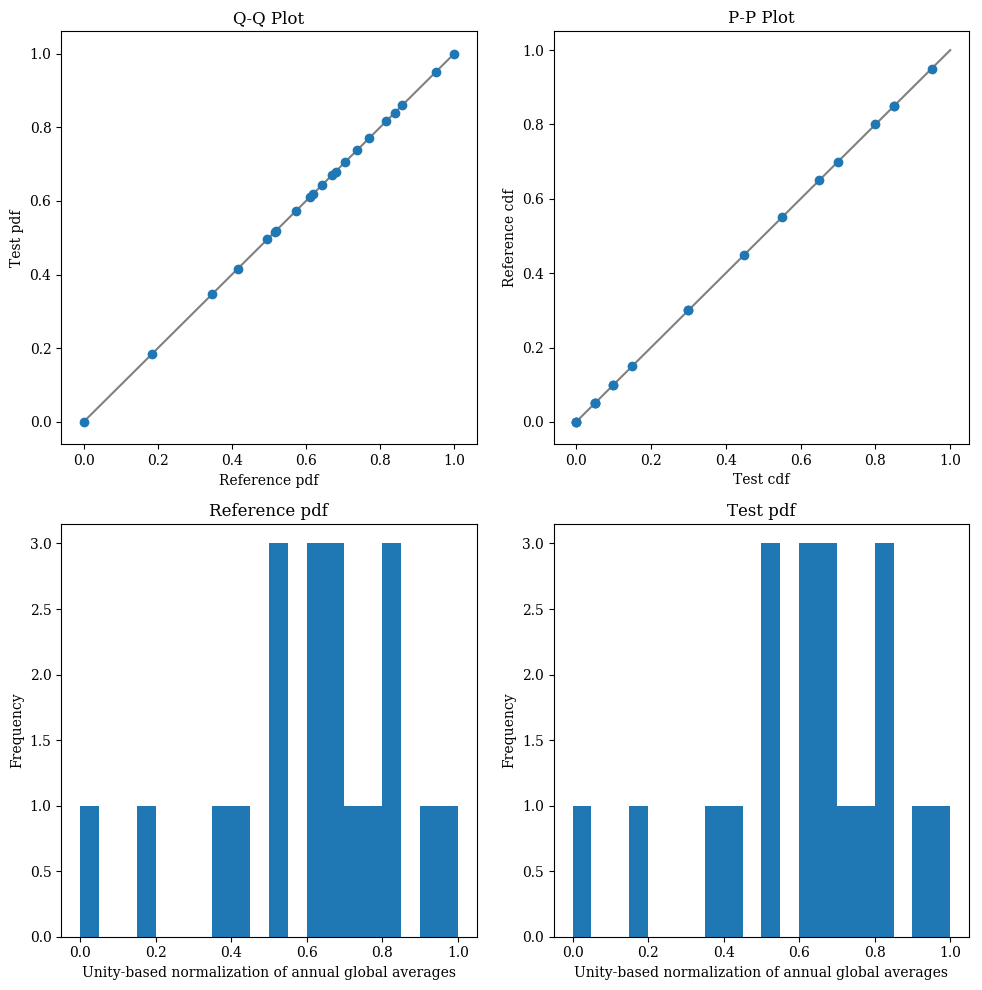 Q-Q Plot
1.0
0.8
0.6
0.4
0.2
0.0
Test pdf
0.0 0.2 0.4 0.6 0.8 1.0
Reference pdf
P-P Plot
1.0
0.8
0.6
0.4
0.2
0.0
Reference cdf
0.0 0.2 0.4 0.6 0.8 1.0
Test cdf
Reference pdf
3.0
2.5
2.0
1.5
1.0
0.5
0.0
Frequency
0.0 0.2 0.4 0.6 0.8 1.0
Unity-based normalization of annual global averages
Test pdf
3.0
2.5
2.0
1.5
1.0
0.5
0.0
Frequency
0.0 0.2 0.4 0.6 0.8 1.0
Unity-based normalization of annual global averages